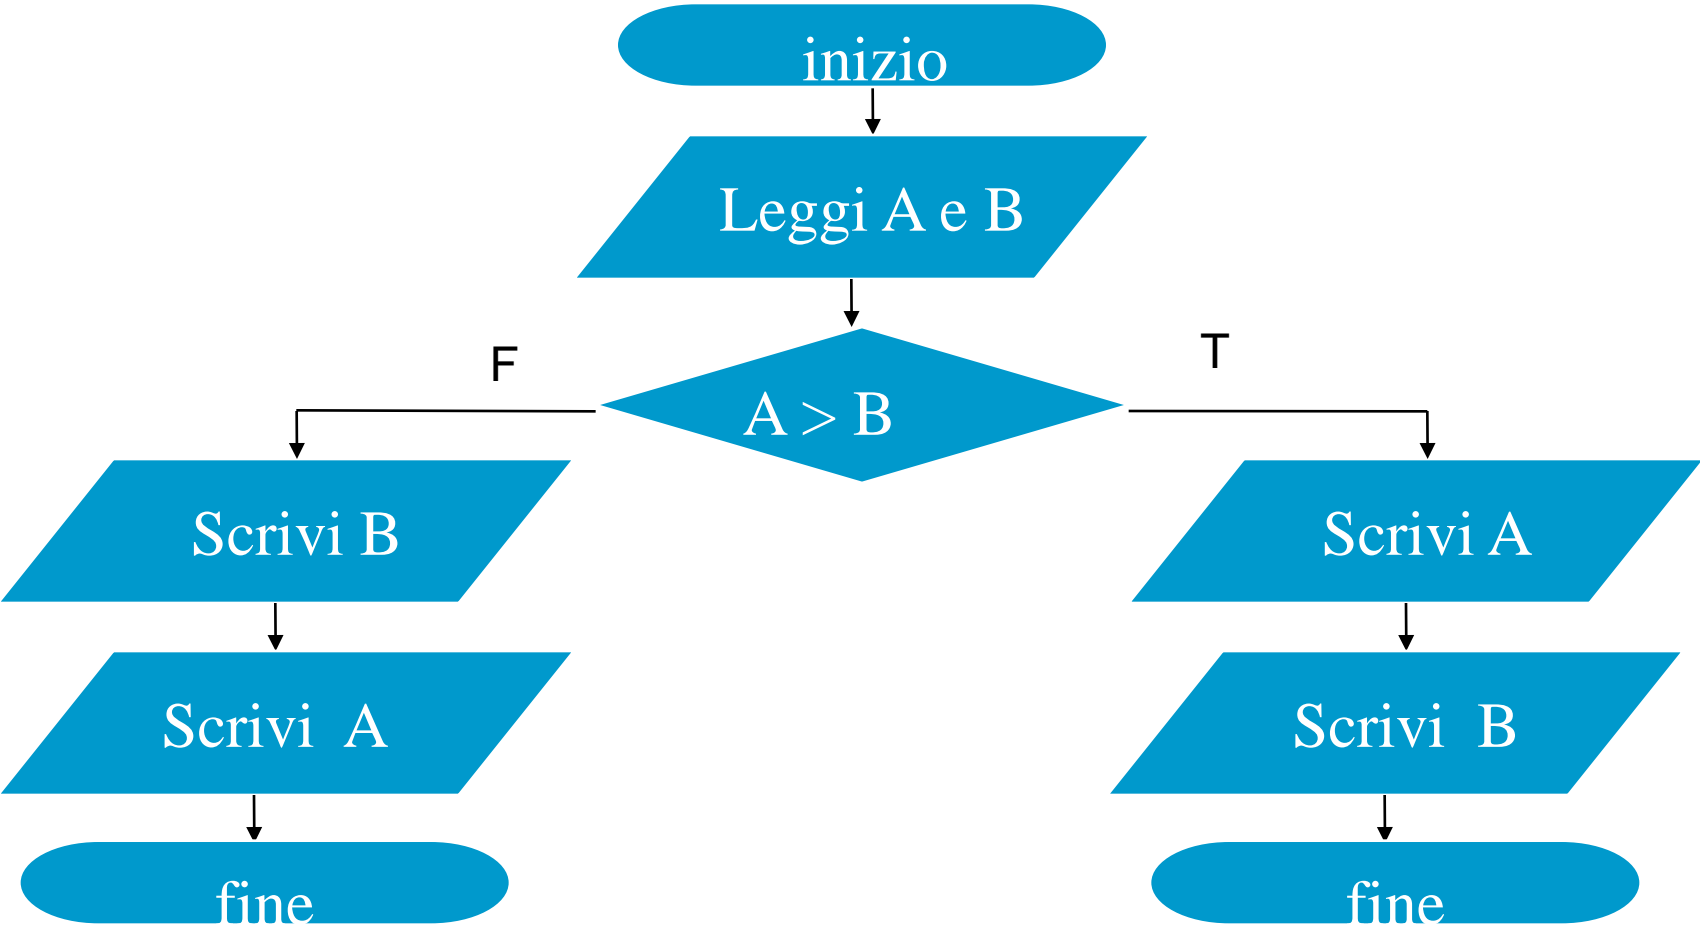 inizio
Leggi A e B
F
T
A > B
Scrivi B
Scrivi A
Scrivi A
Scrivi B
fine
fine